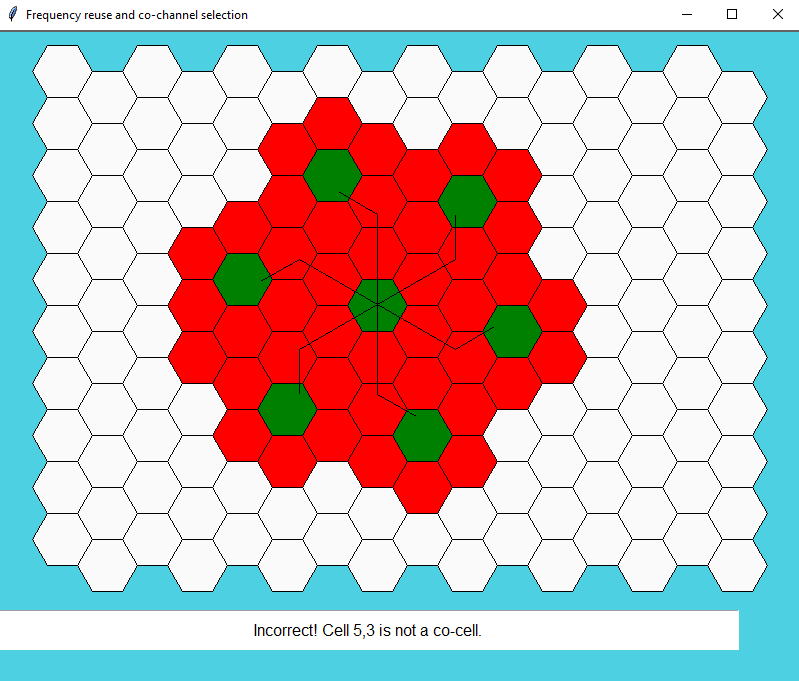 Frequency reuse and co-channel selection
Incorrect! Cell 5,3 is not a co-cell.